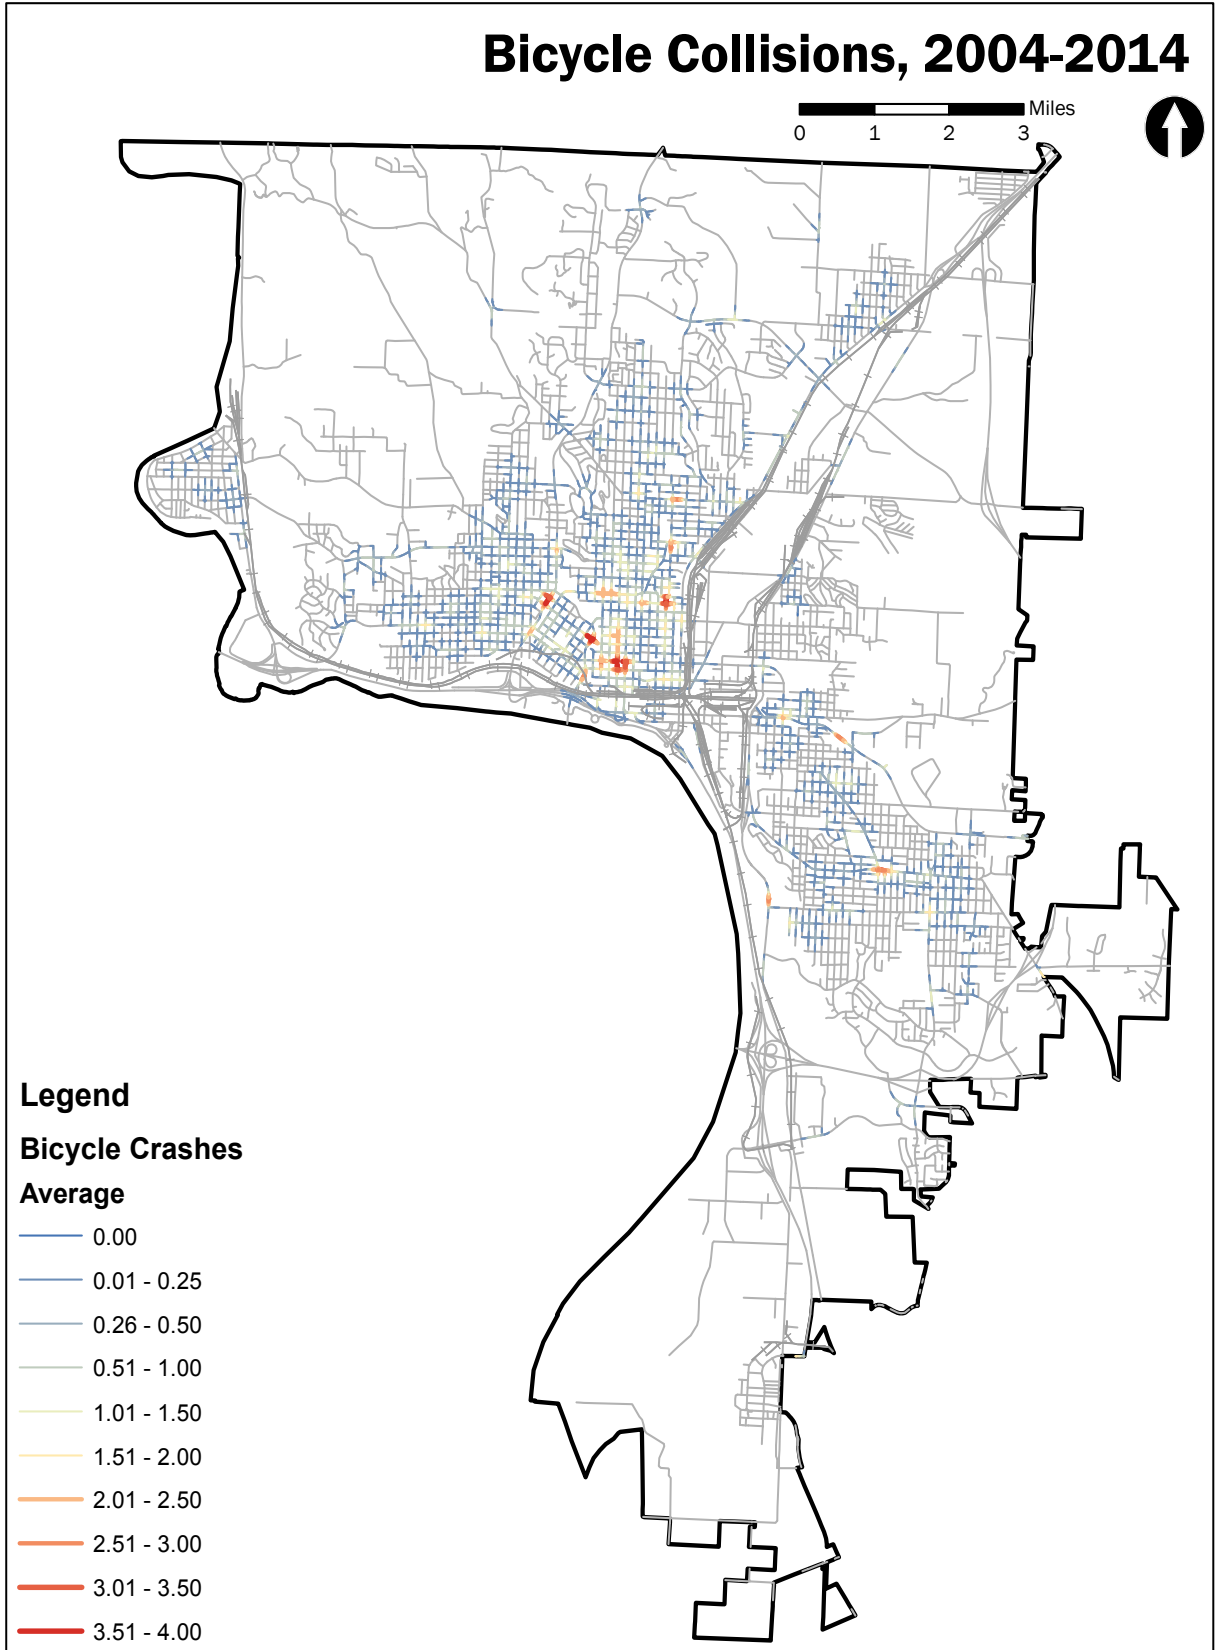 Bicycle Collisions, 2004-2014
Miles
0 1 2 3
Legend
Bicycle Crashes
Average
0.00
0.01 - 0.25
0.26 - 0.50
0.51 - 1.00
1.01 - 1.50
1.51 - 2.00
2.01 - 2.50
2.51 - 3.00
3.01 - 3.50
3.51 - 4.00